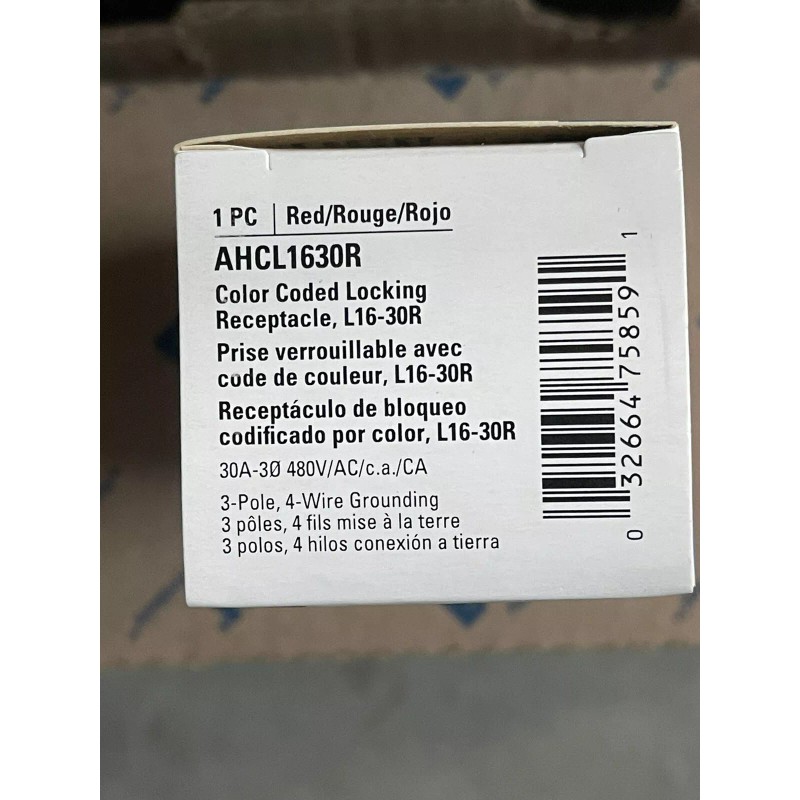 1 PC | Red/Rouge/Rojo
AHCL1630R
Color Coded Locking
Receptacle, L16-30R
Prise verrouillable avec
code de couleur, L16-30R
Receptáculo de bloqueo
codificado por color, L16-30R
30A-3Ø 480V/AC/c.a./CA
3-Pole, 4-Wire Grounding
3 pôles, 4 fils mise à la terre
3 polos, 4 hilos conexión a tierra
0 32664 75859 1